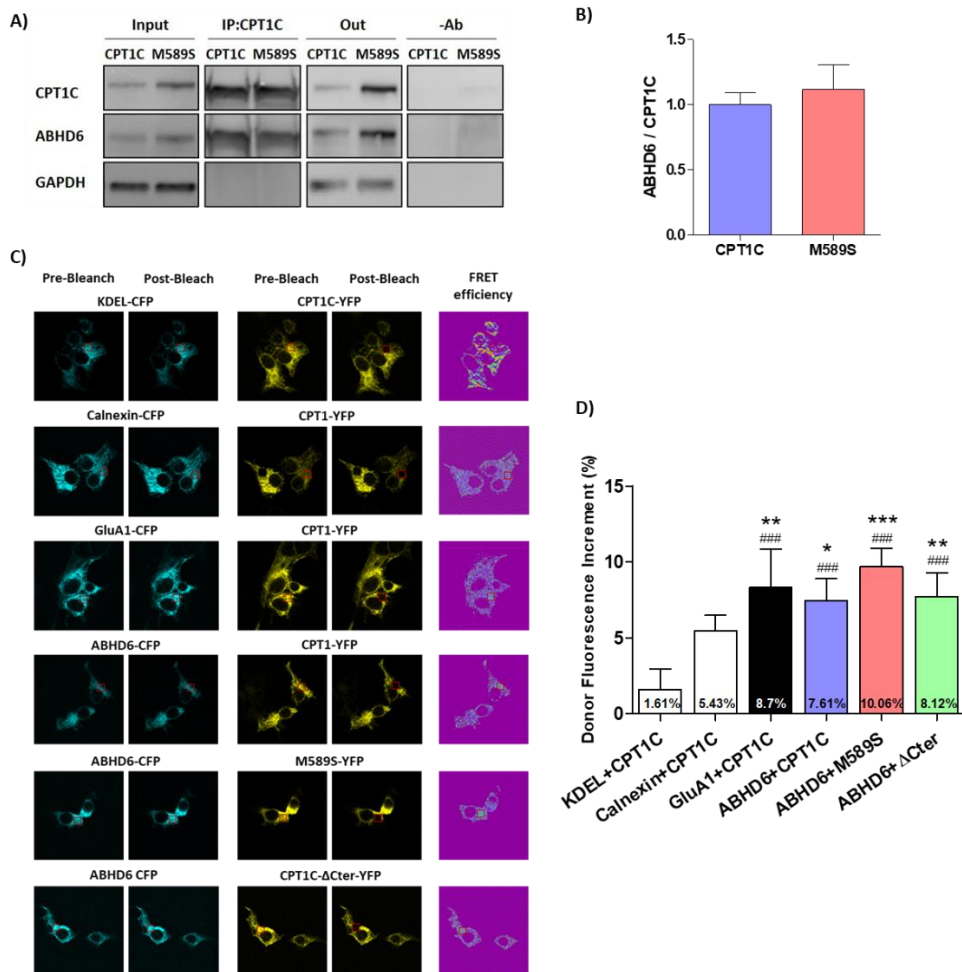 A)
Input IP:CPT1C Out -Ab
CPT1C M589S CPT1C M589S CPT1C M589S CPT1C M589S
CPT1C
ABHD6
GAPDH
B)
ABHD6 / CPT1C
1.5
1.0
0.5
0.0
CPT1C M589S
C)
Pre-Bleanch Post-Bleach Pre-Bleach Post-Bleach FRET efficiency
KDEL-CFP CPT1C-YFP
Calnexin-CFP CPT1-YFP
GluA1-CFP CPT1-YFP
ABHD6-CFP CPT1-YFP
ABHD6-CFP M589S-YFP
ABHD6 CFP CPT1C-ΔCter-YFP
D)
Donor Fluorescence Increment (%)
15
10
5
0
** * *** **
### ### ### ###
1.61% 5.43% 8.7% 7.61% 10.06% 8.12%
KDEL+CPT1C
Calnexin+CPT1C
GluA1+CPT1C
ABHD6+CPT1C
ABHD6+M589S
ABHD6+ΔCter